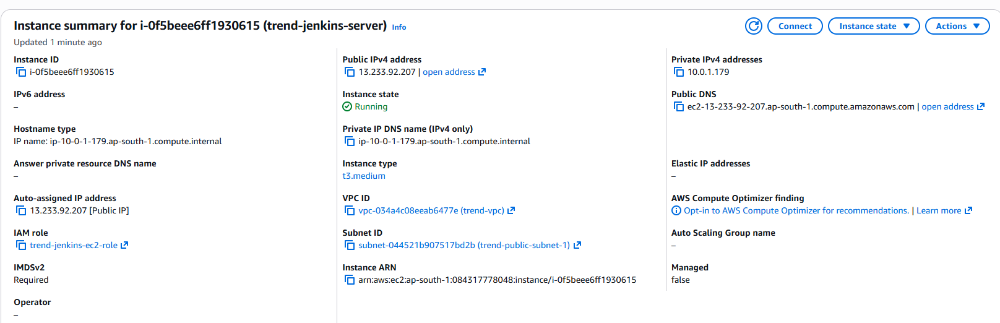 Instance summary for i-0f5beee6ff1930615 (trend-jenkins-server) Info
Connect
Instance state
Actions
Updated 1 minute ago
Instance ID
i-0f5beee6ff1930615
Public IPv4 address
13.233.92.207 | open address
Private IPv4 addresses
10.0.1.179
IPv6 address
–
Instance state
Running
Public DNS
ec2-13-233-92-207.ap-south-1.compute.amazonaws.com | open address
Hostname type
IP name: ip-10-0-1-179.ap-south-1.compute.internal
Private IP DNS name (IPv4 only)
ip-10-0-1-179.ap-south-1.compute.internal
Answer private resource DNS name
–
Instance type
t3.medium
Elastic IP addresses
–
Auto-assigned IP address
13.233.92.207 [Public IP]
VPC ID
vpc-034a4c08eeab6477e (trend-vpc)
AWS Compute Optimizer finding
Opt-in to AWS Compute Optimizer for recommendations. | Learn more
IAM role
trend-jenkins-ec2-role
Subnet ID
subnet-044521b907517bd2b (trend-public-subnet-1)
Auto Scaling Group name
–
IMDSv2
Required
Instance ARN
arn:aws:ec2:ap-south-1:084317778048:instance/i-0f5beee6ff1930615
Managed
false
Operator
–